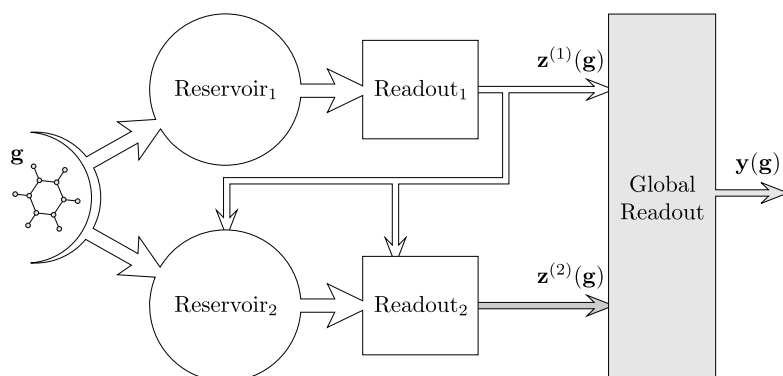 z⁽¹⁾(g)
Reservoir₁
Readout₁
g
y(g)
Global
Readout
z⁽²⁾(g)
Reservoir₂
Readout₂